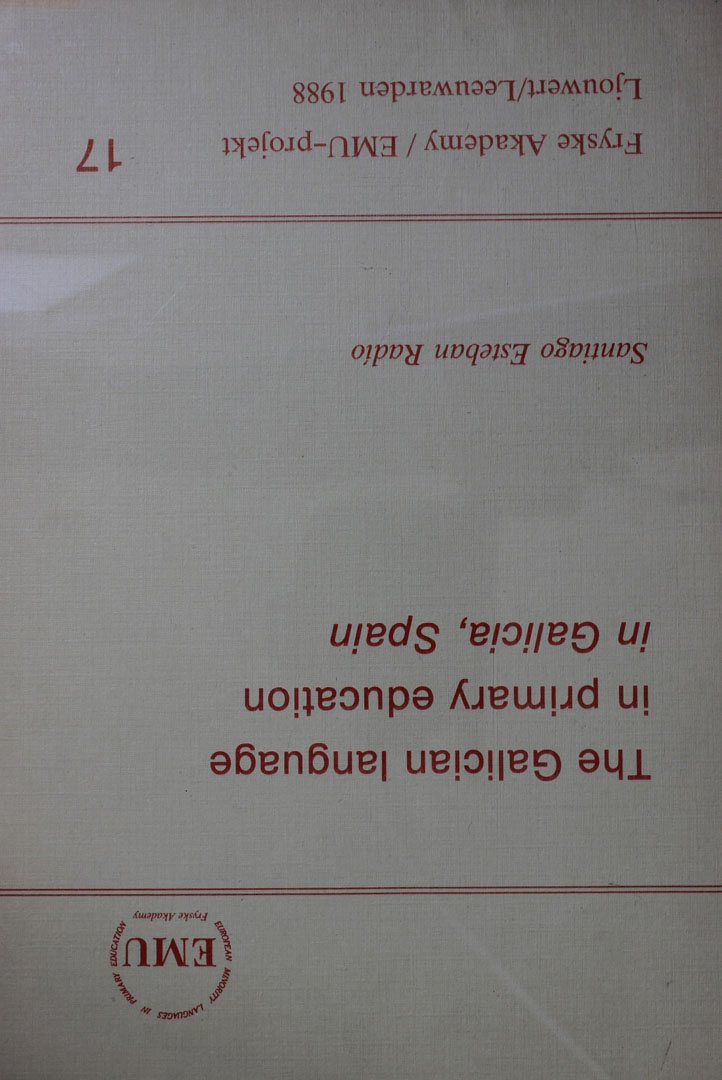 EUROPEAN MINORITY LANGUAGES IN PRIMARY EDUCATION
EMU
Fryske Akademy
The Galician language
in primary education
in Galicia, Spain
Santiago Esteban Radío
Fryske Akademy / EMU-projekt
17
Ljouwert/Leeuwarden 1988